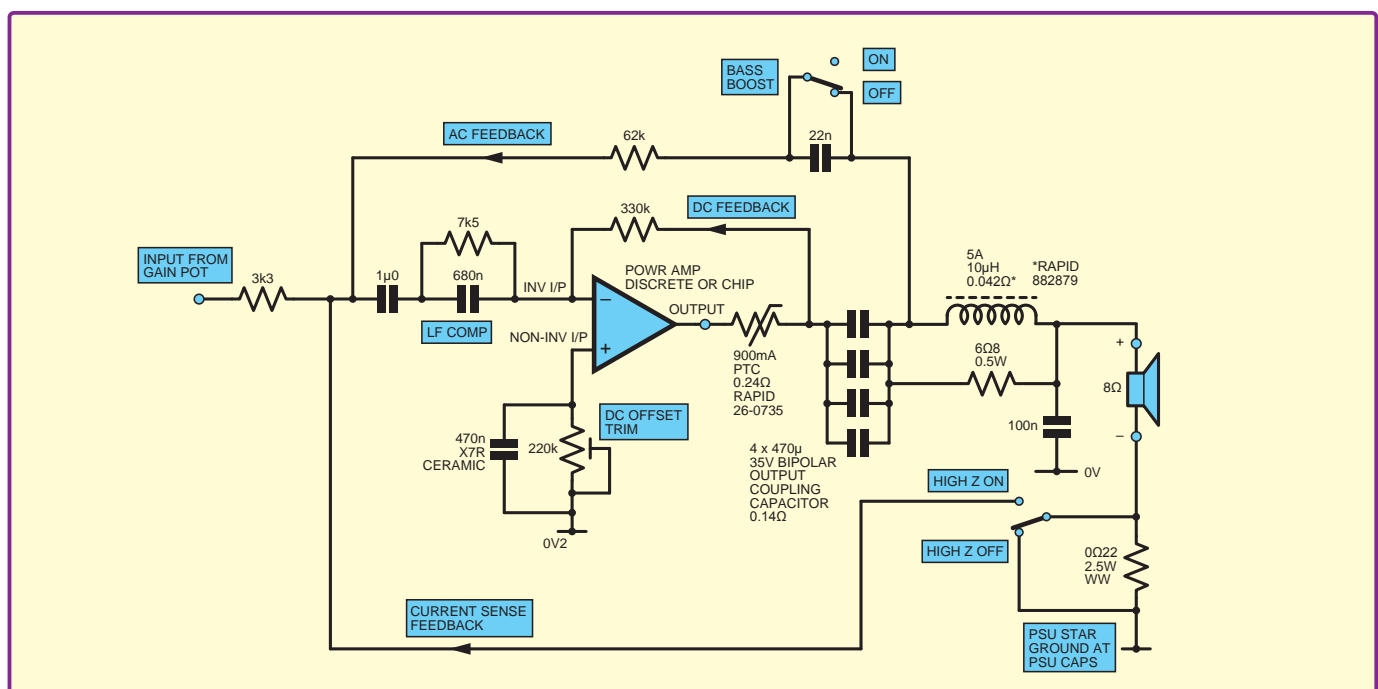 BASS
BOOST
ON
OFF
AC FEEDBACK
62k
22n
7k5
330k
DC FEEDBACK
INPUT FROM
GAIN POT
3k3
1µ0
680n
LF COMP
INV I/P
NON-INV I/P
–
+
POWR AMP
DISCRETE OR CHIP
OUTPUT
900mA
PTC
0.24Ω
RAPID
26-0735
5A
10µH
0.042Ω*
*RAPID
882879
6Ω8
0.5W
+
8Ω
–
100n
0V
470n
X7R
CERAMIC
220k
DC OFFSET
TRIM
0V2
4 x 470µ
35V BIPOLAR
OUTPUT
COUPLING
CAPACITOR
0.14Ω
HIGH Z ON
HIGH Z OFF
0Ω22
2.5W
WW
CURRENT SENSE
FEEDBACK
PSU STAR
GROUND AT
PSU CAPS